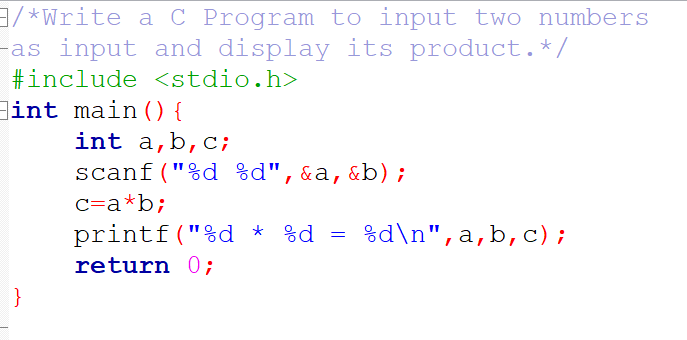 /*Write a C Program to input two numbers
as input and display its product.*/
#include <stdio.h>
int main(){
    int a,b,c;
    scanf("%d %d",&a,&b);
    c=a*b;
    printf("%d * %d = %d\n",a,b,c);
    return 0;
}